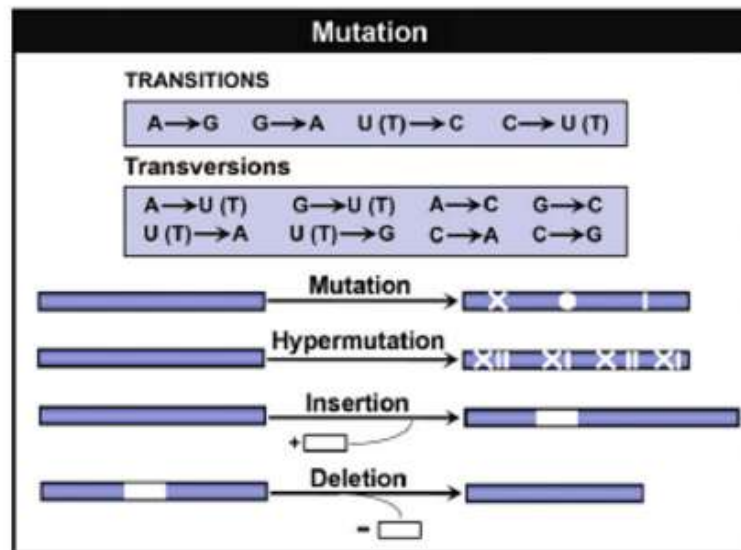 Mutation
TRANSITIONS
A→G G→A U (T)→C C→U (T)
Transversions
A→U (T) G→U (T) A→C G→C
U (T)→A U (T)→G C→A C→G
Mutation
Hypermutation
Insertion
+
Deletion
-